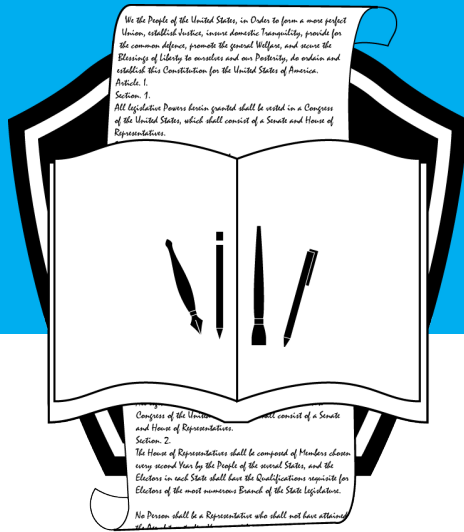 We the People of the United States, in Order to form a more perfect
Union, establish Justice, insure domestic Tranquility, provide for
the common defence, promote the general Welfare, and secure the
Blessings of Liberty to ourselves and our Posterity, do ordain and
establish this Constitution for the United States of America.
Article. I.
Section. 1.
All legislative Powers herein granted shall be vested in a Congress
of the United States, which shall consist of a Senate and House of
Representatives.
Congress of the consist of a Senate
and House of Representatives.
Section. 2.
The House of Representatives shall be composed of Members chosen
every second Year by the People of the several States, and the
Electors in each State shall have the Qualifications requisite for
Electors of the most numerous Branch of the State Legislature.
No Person shall be a Representative who shall not have attained